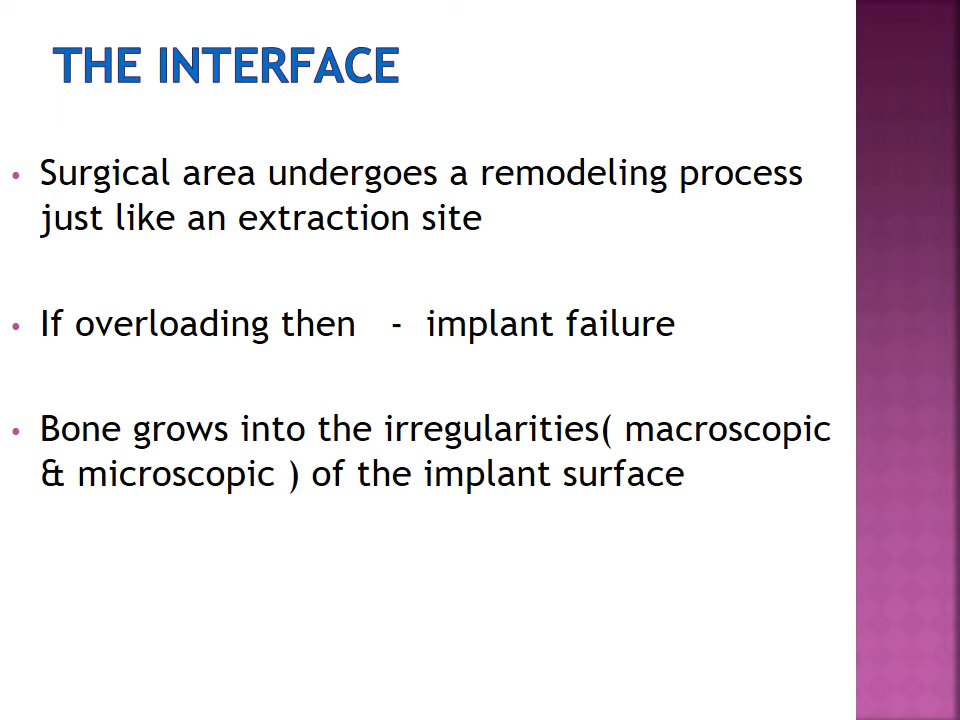 THE INTERFACE
• Surgical area undergoes a remodeling process
just like an extraction site
• If overloading then - implant failure
• Bone grows into the irregularities( macroscopic
& microscopic ) of the implant surface